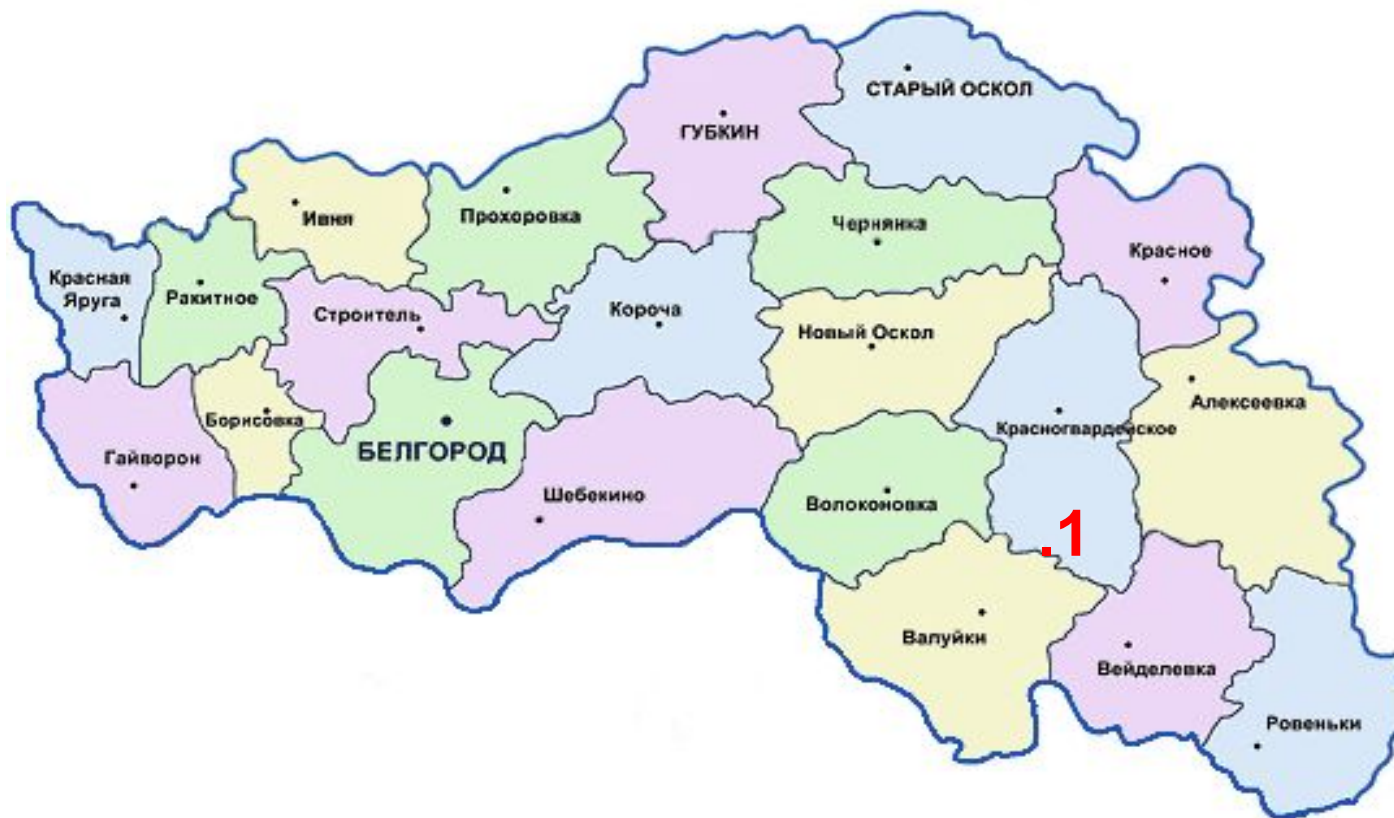 СТАРЫЙ ОСКОЛ
ГУБКИН
Ивня
Прохоровка
Чернянка
Красное
Красная
Яруга
Ракитное
Строитель
Короча
Новый Оскол
Алексеевка
Борисовка
Красногвардейское
БЕЛГОРОД
Гайворон
Шебекино
Волоконовка
.1
Валуйки
Вейделевка
Ровеньки